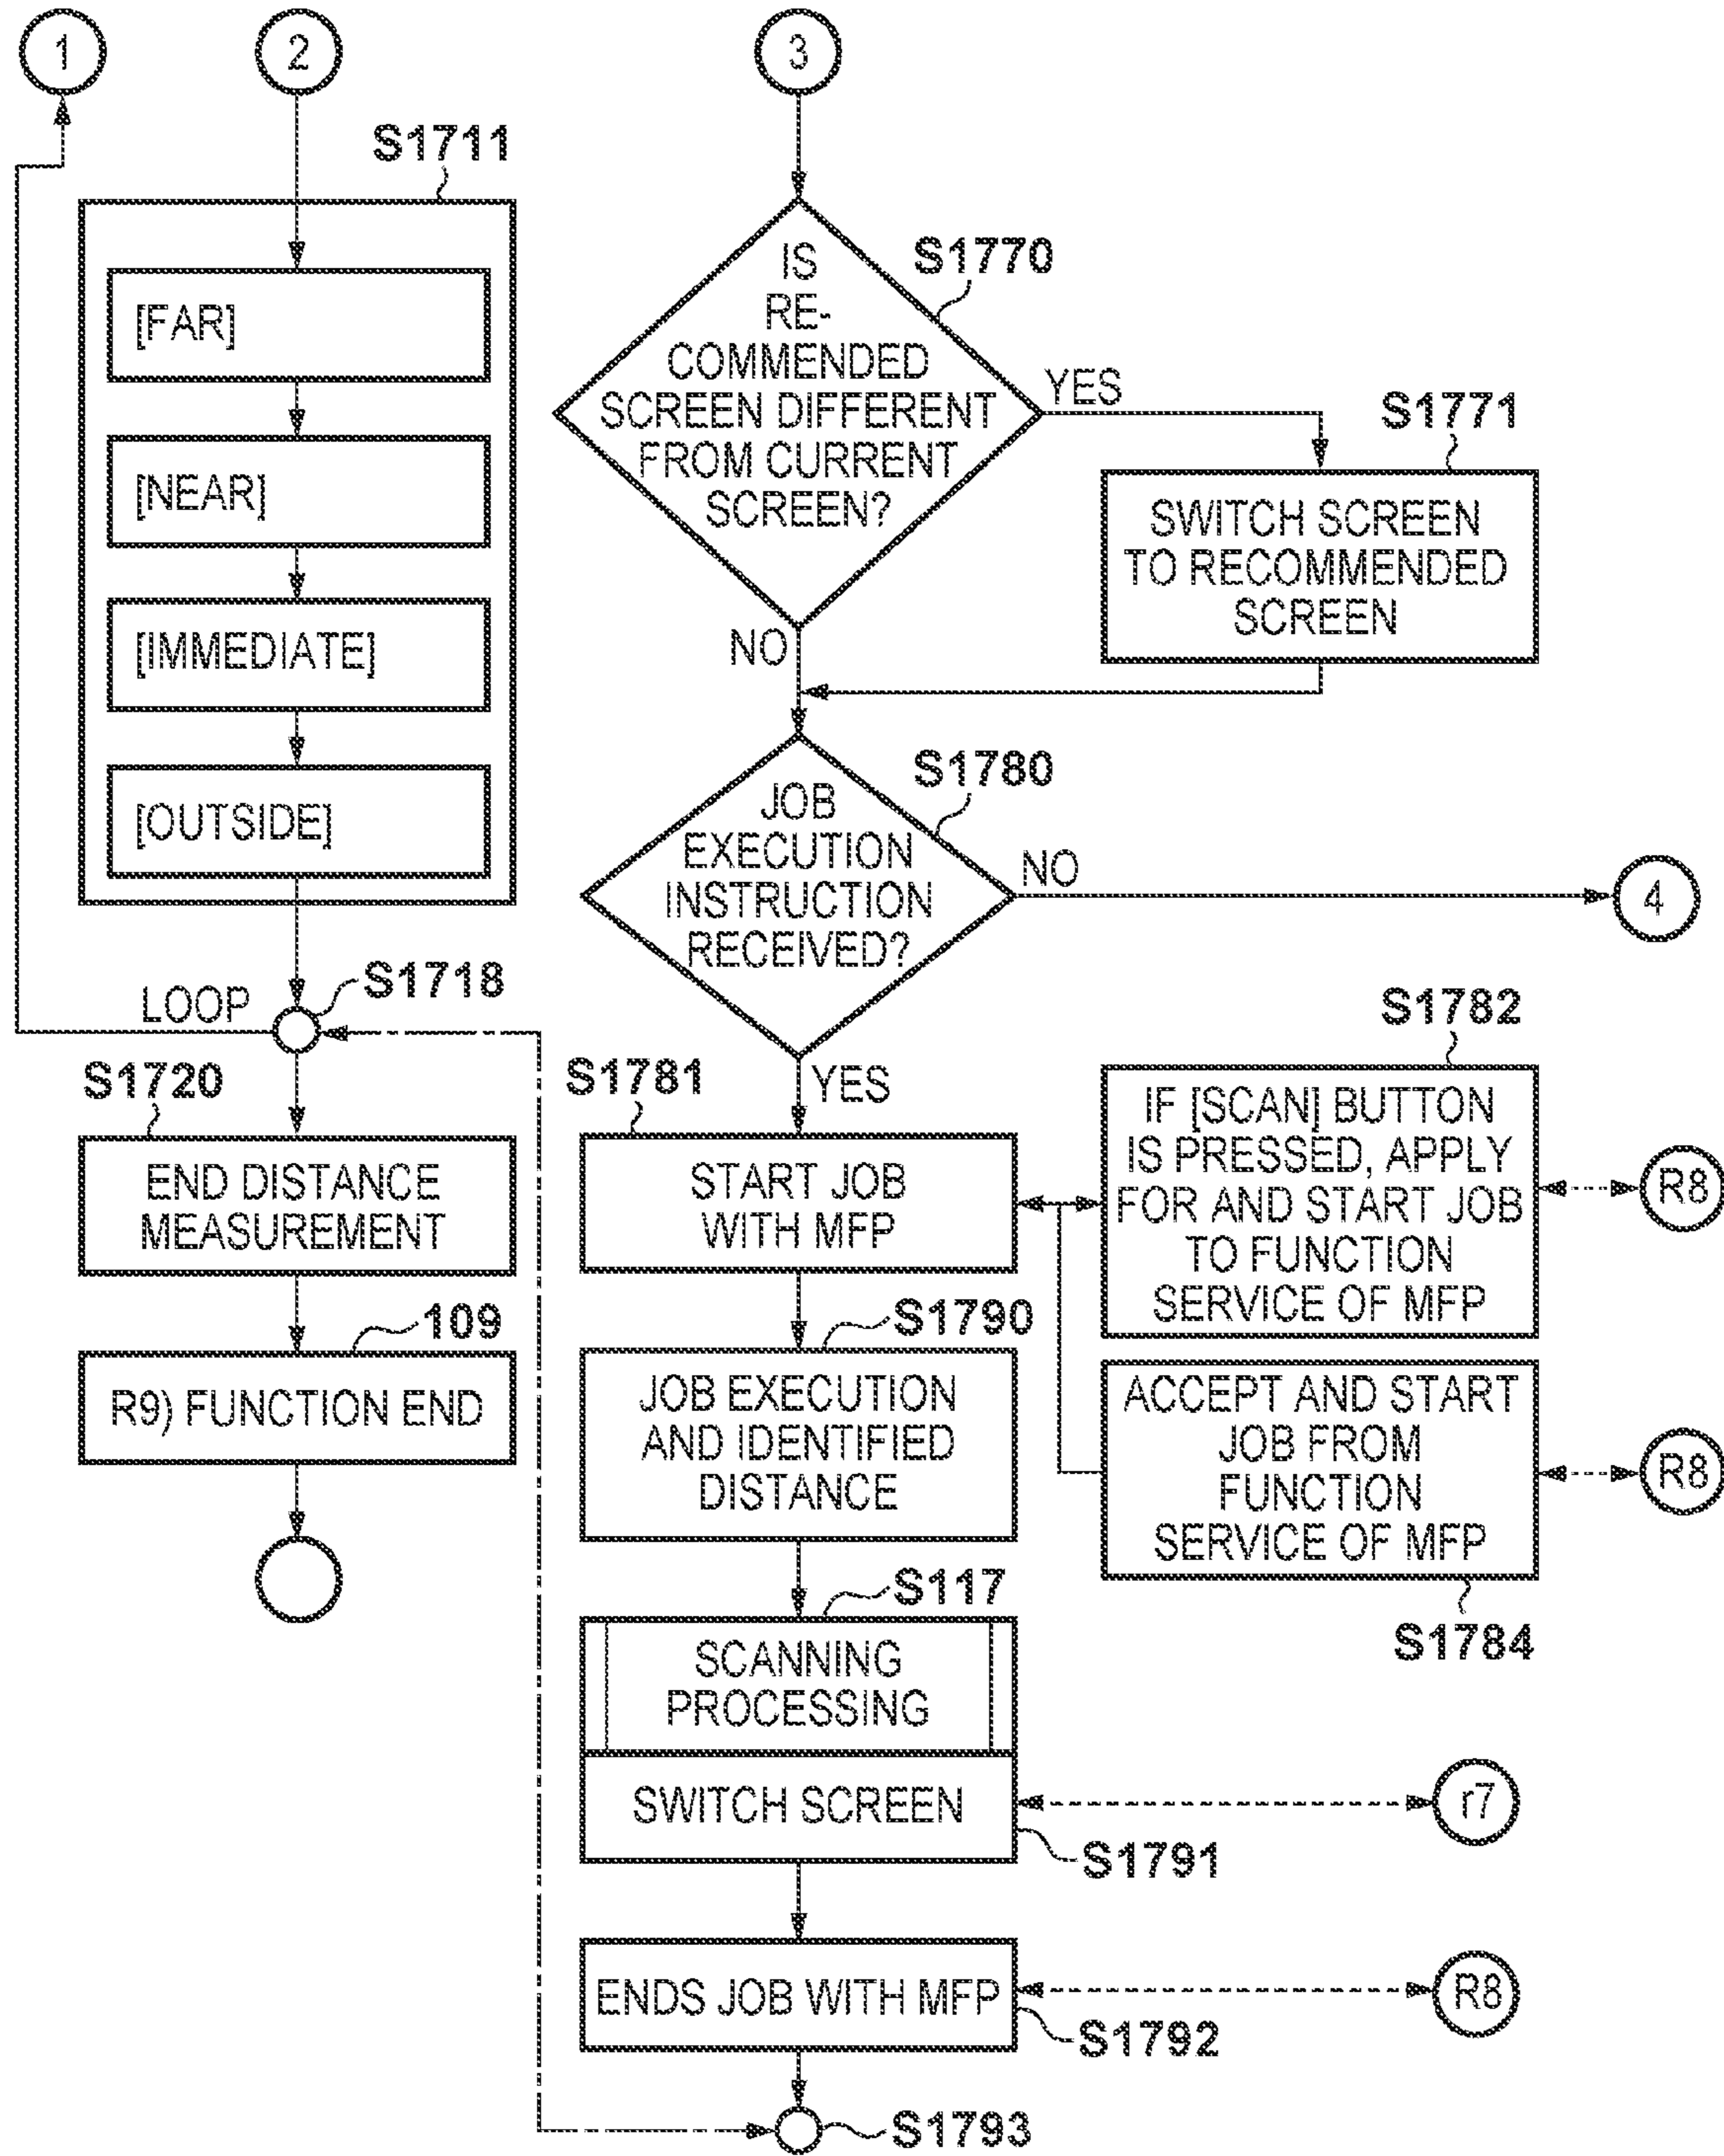 1
2
3
S1711
[FAR]
[NEAR]
[IMMEDIATE]
[OUTSIDE]
LOOP
S1718
S1720
END DISTANCE
MEASUREMENT
109
R9) FUNCTION END
S1770
IS
RE-
COMMENDED
SCREEN DIFFERENT
FROM CURRENT
SCREEN?
YES
NO
S1771
SWITCH SCREEN
TO RECOMMENDED
SCREEN
S1780
JOB
EXECUTION
INSTRUCTION
RECEIVED?
NO
4
YES
S1781
START JOB
WITH MFP
S1782
IF [SCAN] BUTTON
IS PRESSED, APPLY
FOR AND START JOB
TO FUNCTION
SERVICE OF MFP
R8
S1790
JOB EXECUTION
AND IDENTIFIED
DISTANCE
ACCEPT AND START
JOB FROM
FUNCTION
SERVICE OF MFP
R8
S1784
S117
SCANNING
PROCESSING
SWITCH SCREEN
r7
S1791
ENDS JOB WITH MFP
R8
S1792
S1793